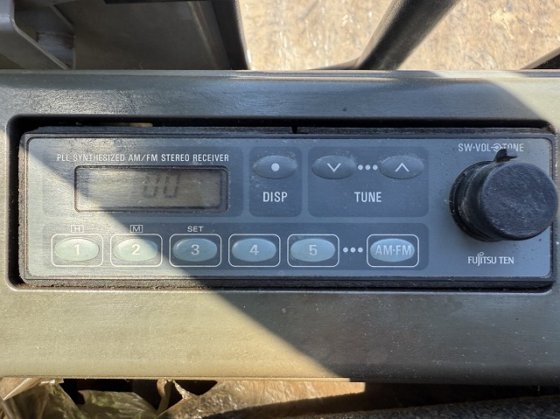 PLL SYNTHESIZED AM/FM STEREO RECEIVER
SW·VOL TONE
:00
DISP
TUNE
H M SET
1 2 3 4 5 AM·FM
FUJITSU TEN